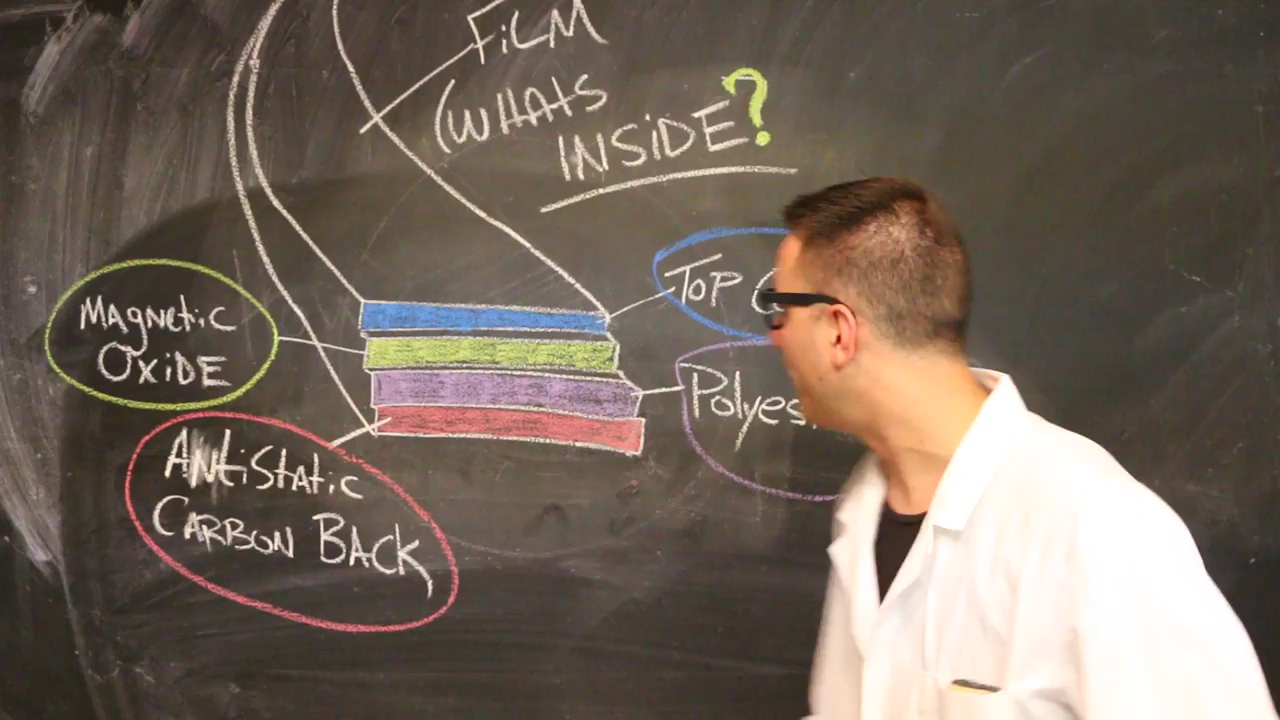 FiLM
(WHATS
INSiDE?
TOP
MAgnetic
OXiDE
Polyes
ANtiStatic
CARBON BACK